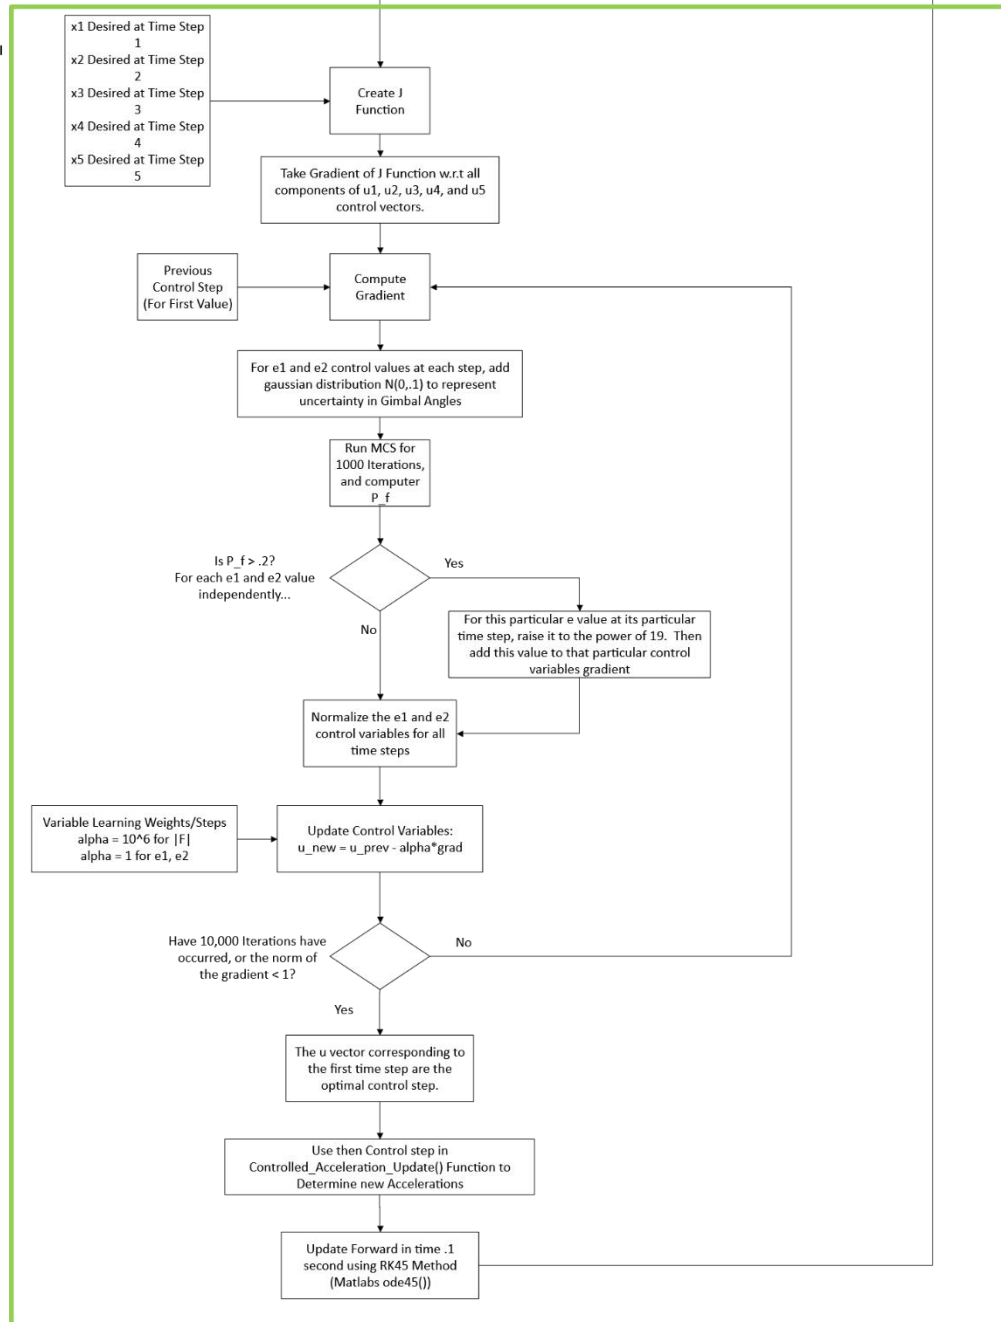 x1 Desired at Time Step
1
x2 Desired at Time Step
2
x3 Desired at Time Step
3
x4 Desired at Time Step
4
x5 Desired at Time Step
5
Create J
Function
Take Gradient of J Function w.r.t all
components of u1, u2, u3, u4, and u5
control vectors.
Previous
Control Step
(For First Value)
Compute
Gradient
For e1 and e2 control values at each step, add
gaussian distribution N(0,.1) to represent
uncertainty in Gimbal Angles
Run MCS for
1000 Iterations,
and computer
P_f
Is P_f > .2?
For each e1 and e2 value
independently...
Yes
No
For this particular e value at its particular
time step, raise it to the power of 19.  Then
add this value to that particular control
variables gradient
Normalize the e1 and e2
control variables for all
time steps
Variable Learning Weights/Steps
alpha = 10^6 for |F|
alpha = 1 for e1, e2
Update Control Variables:
u_new = u_prev - alpha*grad
Have 10,000 Iterations have
occurred, or the norm of
the gradient < 1?
No
Yes
The u vector corresponding to
the first time step are the
optimal control step.
Use then Control step in
Controlled_Acceleration_Update() Function to
Determine new Accelerations
Update Forward in time .1
second using RK45 Method
(Matlabs ode45())